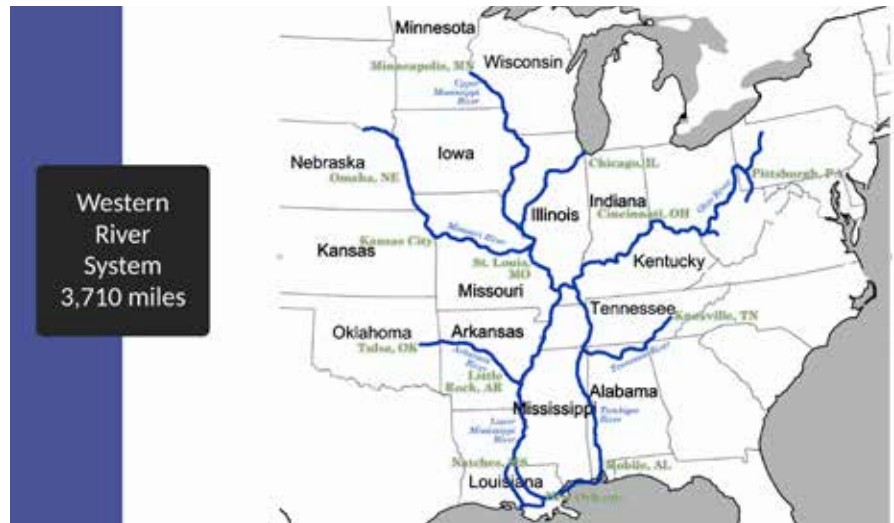 Western
River
System
3,710 miles
Minnesota
Minneapolis, MN
Wisconsin
Upper
Mississippi
River
Nebraska
Omaha, NE
Iowa
Chicago, IL
Illinois
Indiana
Cincinnati, OH
Ohio River
Pittsburgh, PA
Kansas
Kansas City
Missouri River
St. Louis,
MO
Missouri
Kentucky
Tennessee
Knoxville, TN
Oklahoma
Tulsa, OK
Arkansas
Arkansas
River
Little
Rock, AR
Tennessee River
Mississippi
Alabama
Lower
Mississippi
River
River
Natchez, MS
Louisiana
New Orleans
Mobile, AL